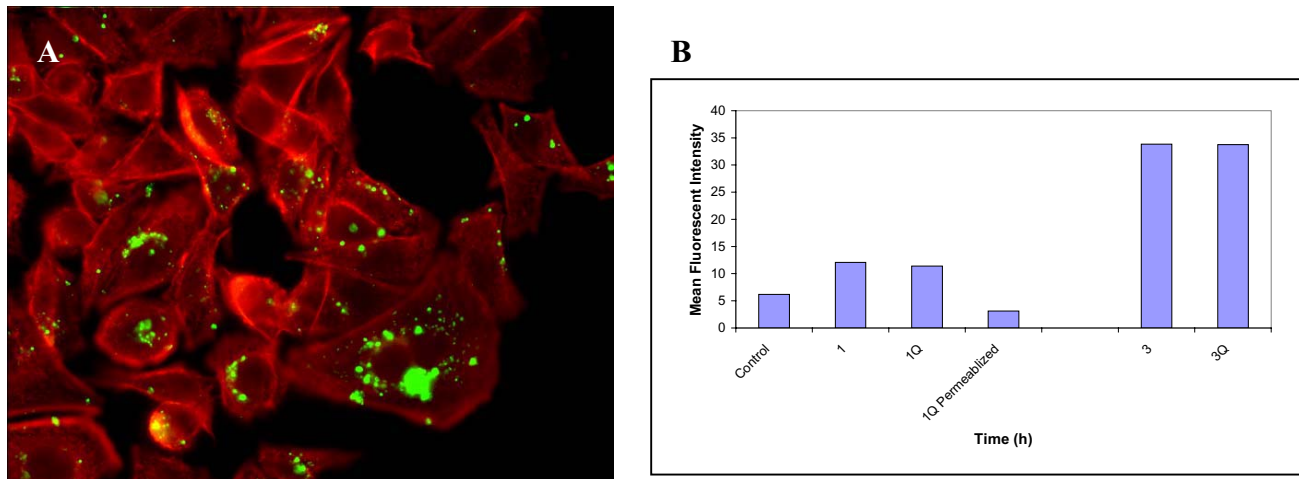 A
B
40
35
30
25
20
15
10
5
0
Mean Fluorescent Intensity
Control
1
1Q
1Q Permeablized
3
3Q
Time (h)